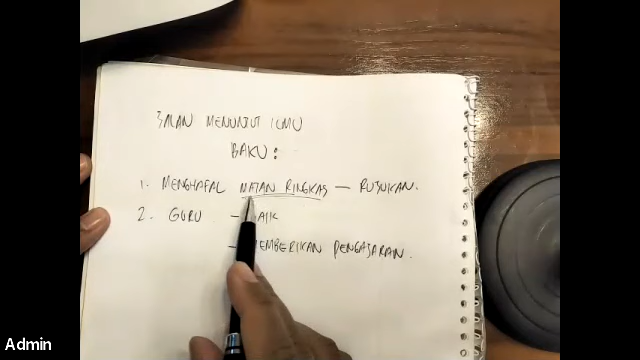 JALAN MENUNTUT ILMU
BAKU:
1. MENGHAFAL MATAN RINGKAS — RUJUKAN.
2. GURU - BAIK
- MEMBERIKAN PENGAJARAN.
Admin